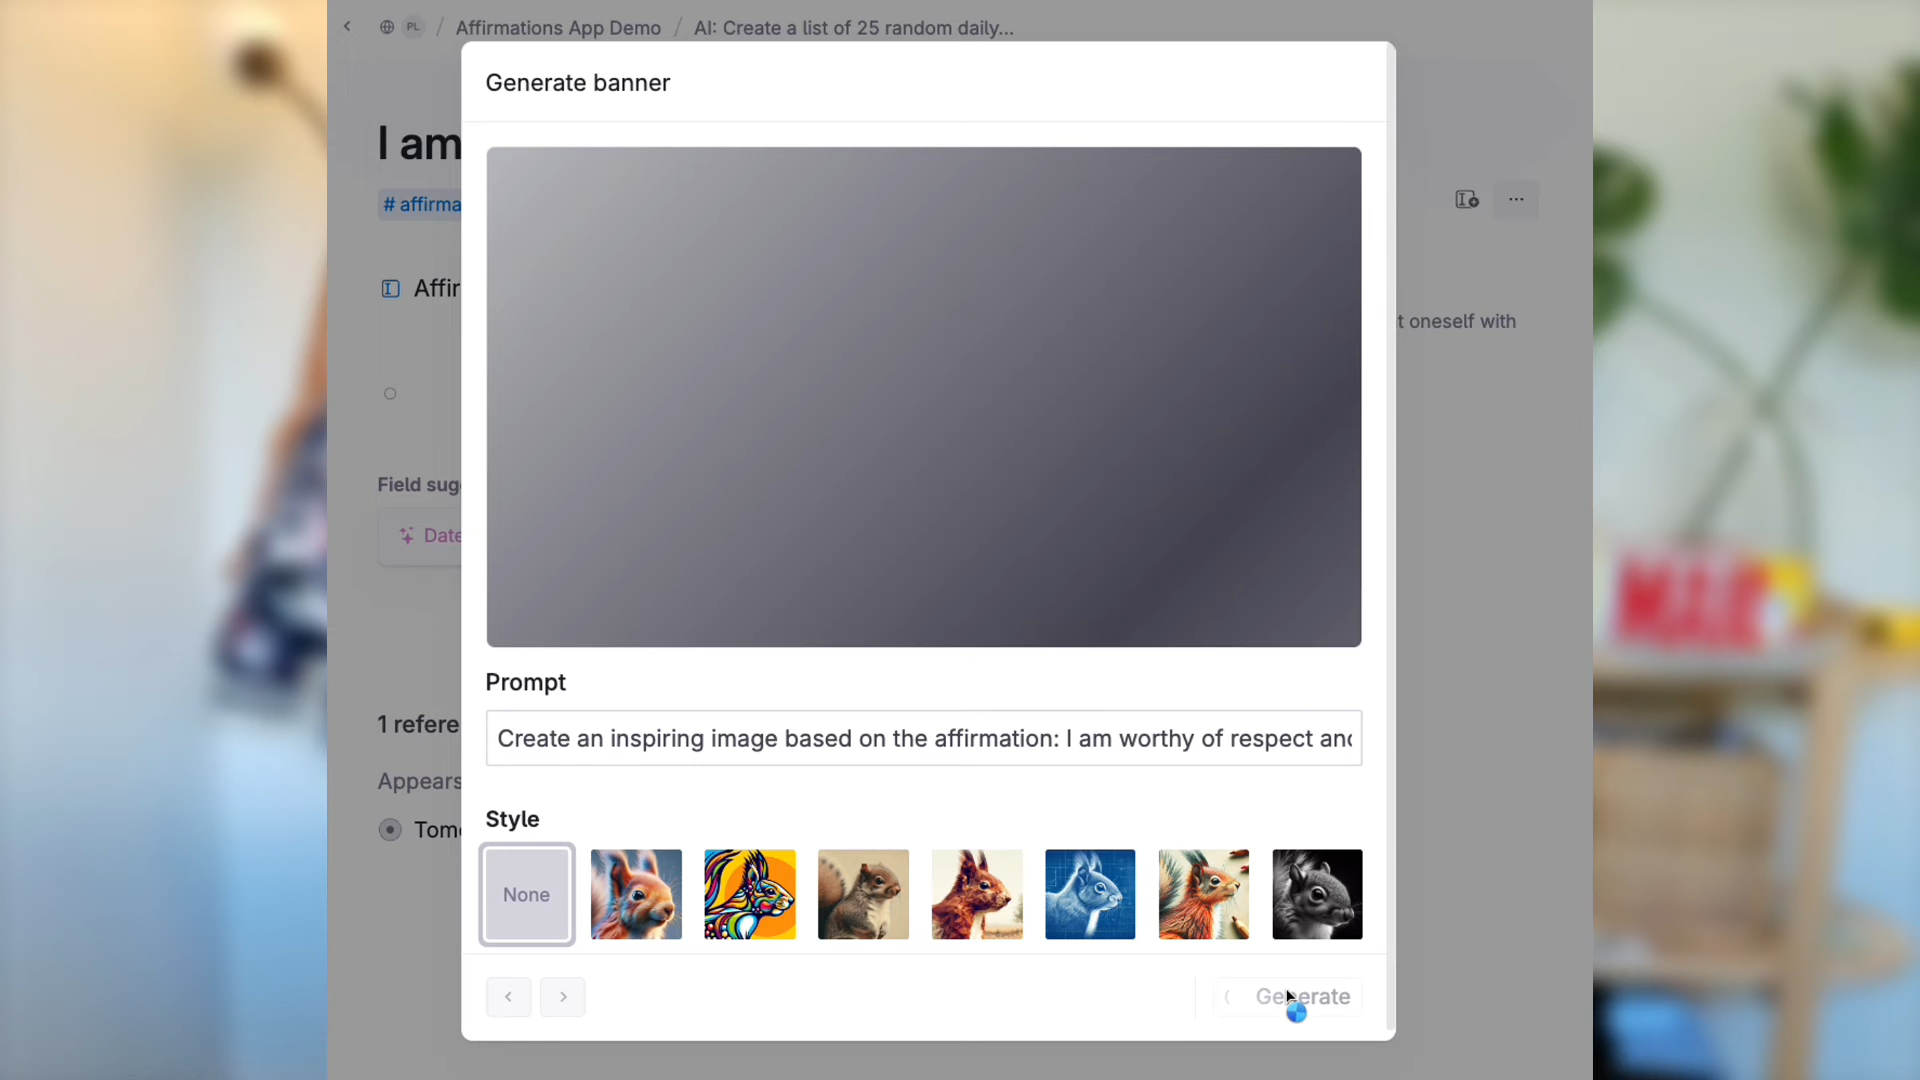 PL / Affirmations App Demo / AI: Create a list of 25 random daily...
Generate banner
I am
# affirma
Affir
t oneself with
Field sug
Date
Prompt
Create an inspiring image based on the affirmation: I am worthy of respect and
1 refere
Appears
Style
Tom
None
Generate